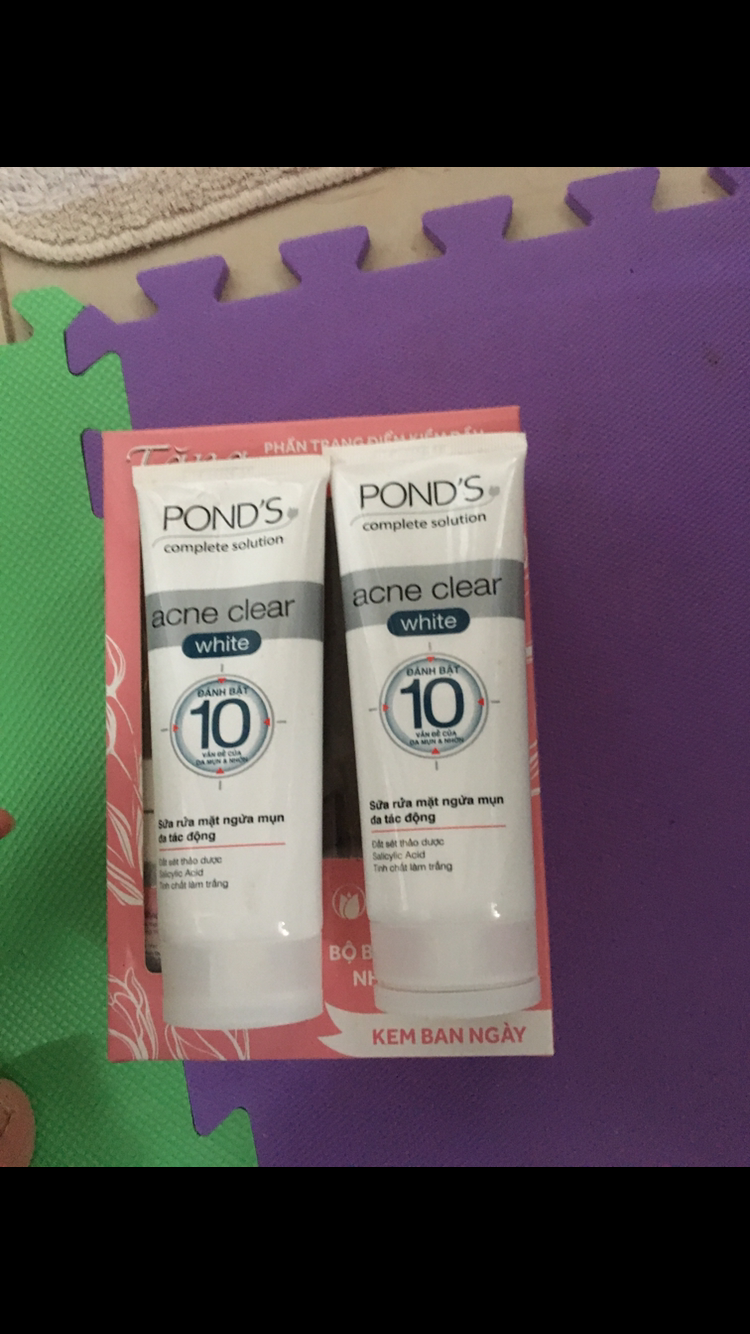 Tặng
PHẤN TRANG ĐIỂM KIỀM DẦU
POND'S
complete solution
acne clear
white
ĐÁNH BẬT
10
VẤN ĐỀ CỦA
DA MỤN & NHỜN
Sữa rửa mặt ngừa mụn
đa tác động
Đất sét thảo dược
Salicylic Acid
Tinh chất làm trắng
POND'S
complete solution
acne clear
white
ĐÁNH BẬT
10
VẤN ĐỀ CỦA
DA MỤN & NHỜN
Sữa rửa mặt ngừa mụn
đa tác động
Đất sét thảo dược
Salicylic Acid
Tinh chất làm trắng
BỘ
KEM BAN NGÀY